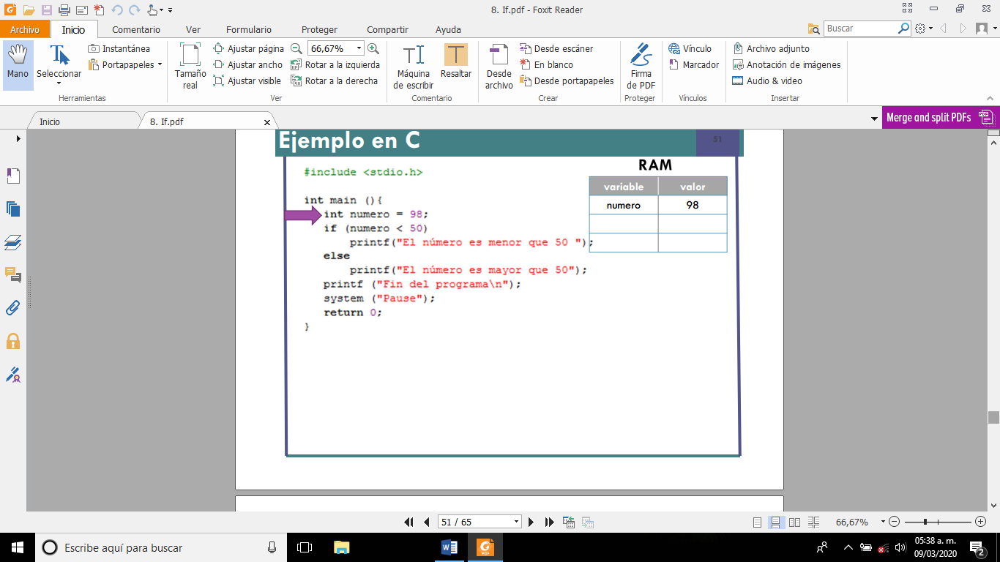 8. If.pdf - Foxit Reader
Archivo Inicio Comentario Ver Formulario Proteger Compartir Ayuda Buscar
Mano
Seleccionar
Instantánea
Portapapeles
Herramientas
Tamaño real
Ajustar página
Ajustar ancho
Ajustar visible
66,67%
Rotar a la izquierda
Rotar a la derecha
Ver
Máquina de escribir
Resaltar
Comentario
Desde archivo
Desde escáner
En blanco
Desde portapapeles
Crear
Firma de PDF
Proteger
Vínculo
Marcador
Vínculos
Archivo adjunto
Anotación de imágenes
Audio & video
Insertar
Inicio 8. If.pdf Merge and split PDFs
Ejemplo en C 51
RAM
variable valor
numero 98
#include <stdio.h>
int main (){
int numero = 98;
if (numero < 50)
printf("El número es menor que 50 ");
else
printf("El número es mayor que 50");
printf ("Fin del programa\n");
system ("Pause");
return 0;
}
51 / 65 66,67%
Escribe aquí para buscar
05:38 a. m.
09/03/2020
2